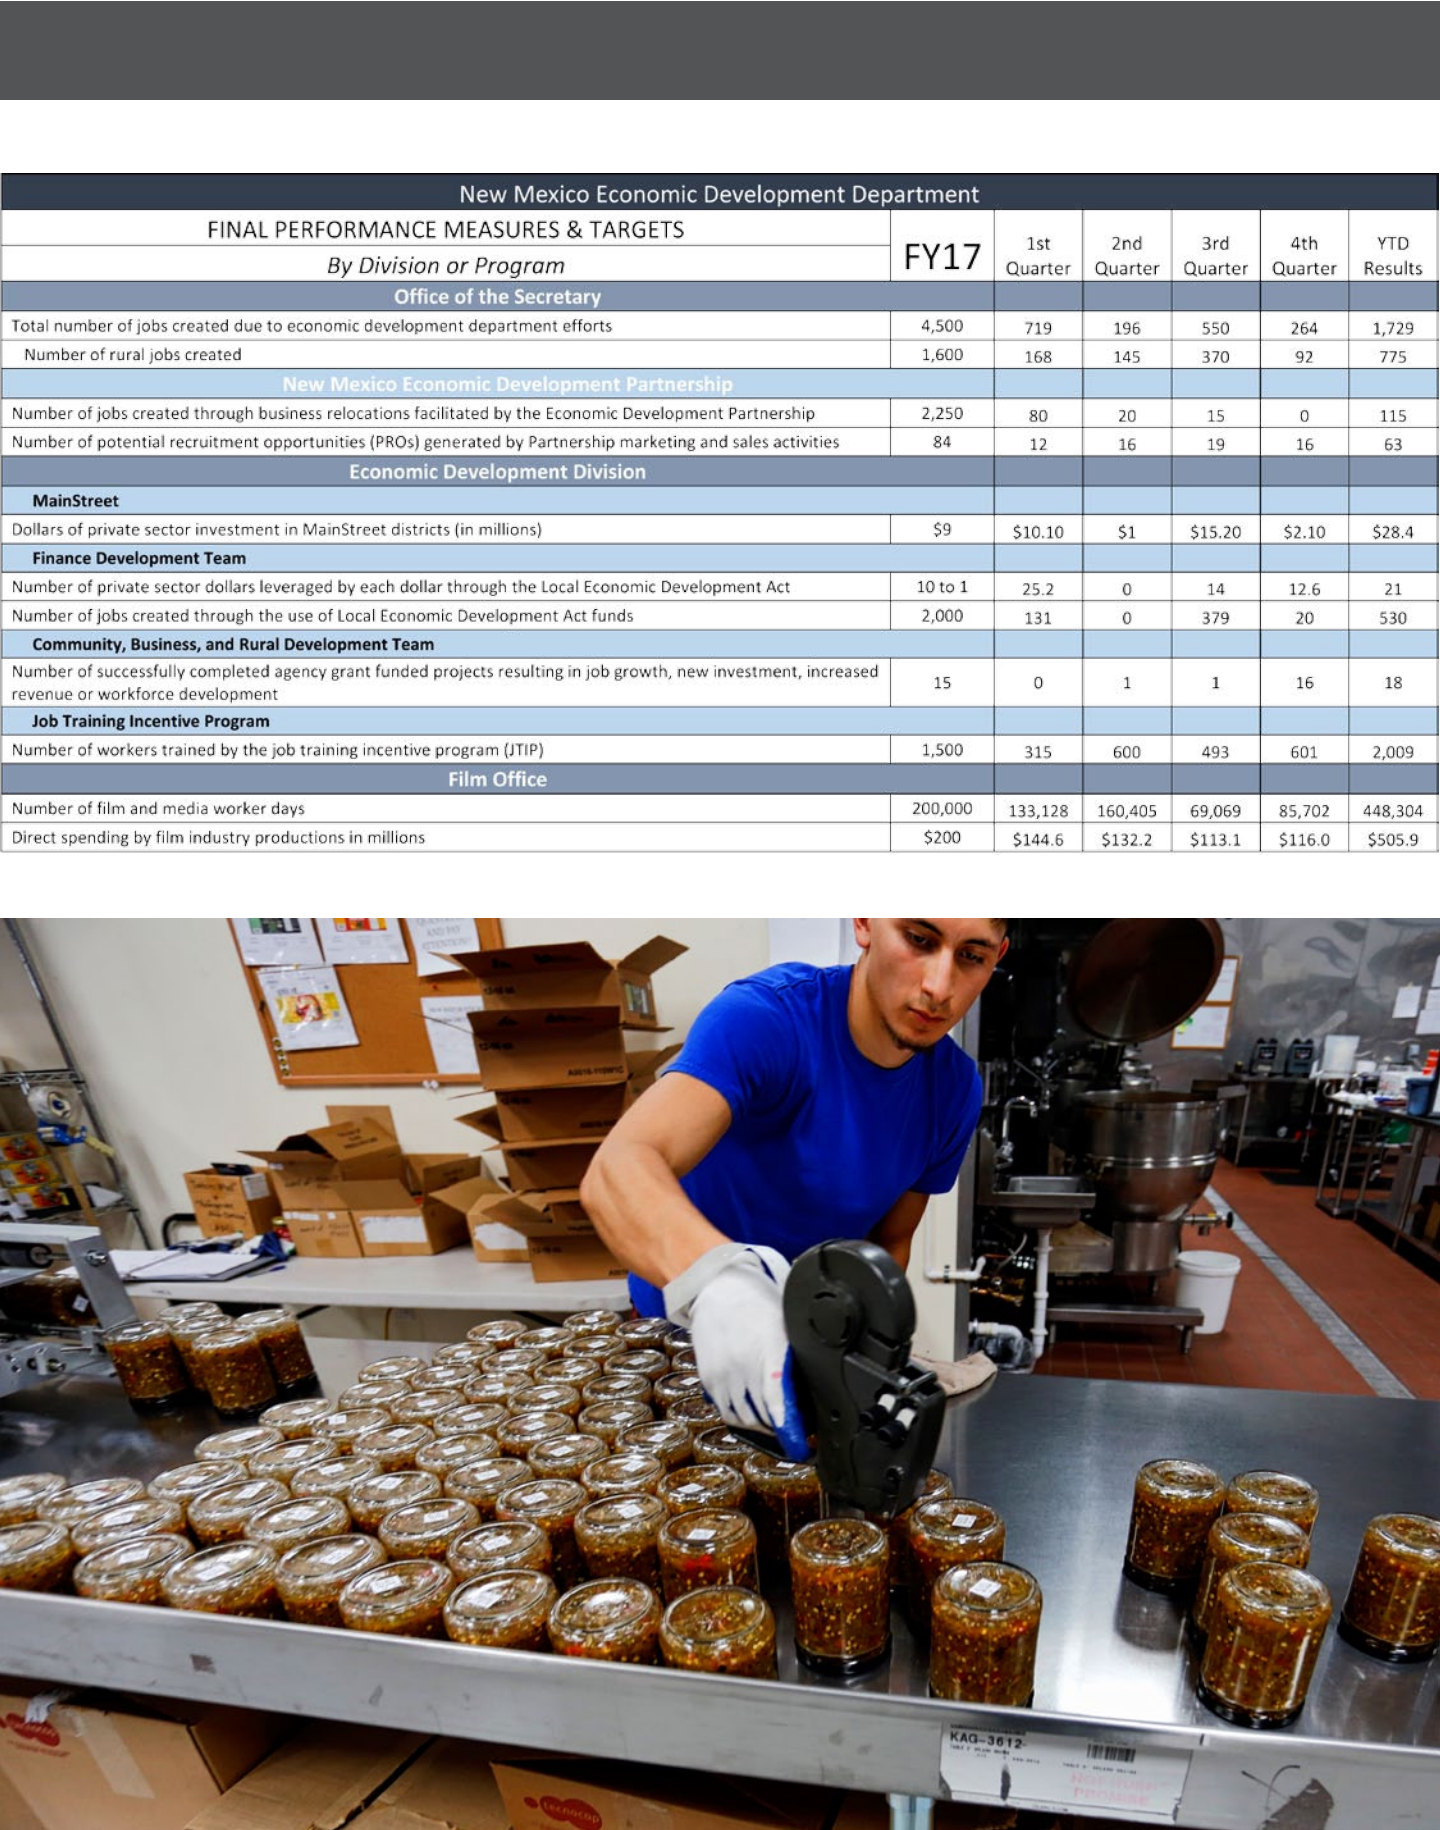 New Mexico Economic Development Department
FINAL PERFORMANCE MEASURES & TARGETS
By Division or Program
FY17 1st Quarter 2nd Quarter 3rd Quarter 4th Quarter YTD Results
Office of the Secretary
Total number of jobs created due to economic development department efforts 4,500 719 196 550 264 1,729
Number of rural jobs created 1,600 168 145 370 92 775
New Mexico Economic Development Partnership
Number of jobs created through business relocations facilitated by the Economic Development Partnership 2,250 80 20 15 0 115
Number of potential recruitment opportunities (PROs) generated by Partnership marketing and sales activities 84 12 16 19 16 63
Economic Development Division
MainStreet
Dollars of private sector investment in MainStreet districts (in millions) $9 $10.10 $1 $15.20 $2.10 $28.4
Finance Development Team
Number of private sector dollars leveraged by each dollar through the Local Economic Development Act 10 to 1 25.2 0 14 12.6 21
Number of jobs created through the use of Local Economic Development Act funds 2,000 131 0 379 20 530
Community, Business, and Rural Development Team
Number of successfully completed agency grant funded projects resulting in job growth, new investment, increased
revenue or workforce development 15 0 1 1 16 18
Job Training Incentive Program
Number of workers trained by the job training incentive program (JTIP) 1,500 315 600 493 601 2,009
Film Office
Number of film and media worker days 200,000 133,128 160,405 69,069 85,702 448,304
Direct spending by film industry productions in millions $200 $144.6 $132.2 $113.1 $116.0 $505.9
KAG-3612-
tecnocap